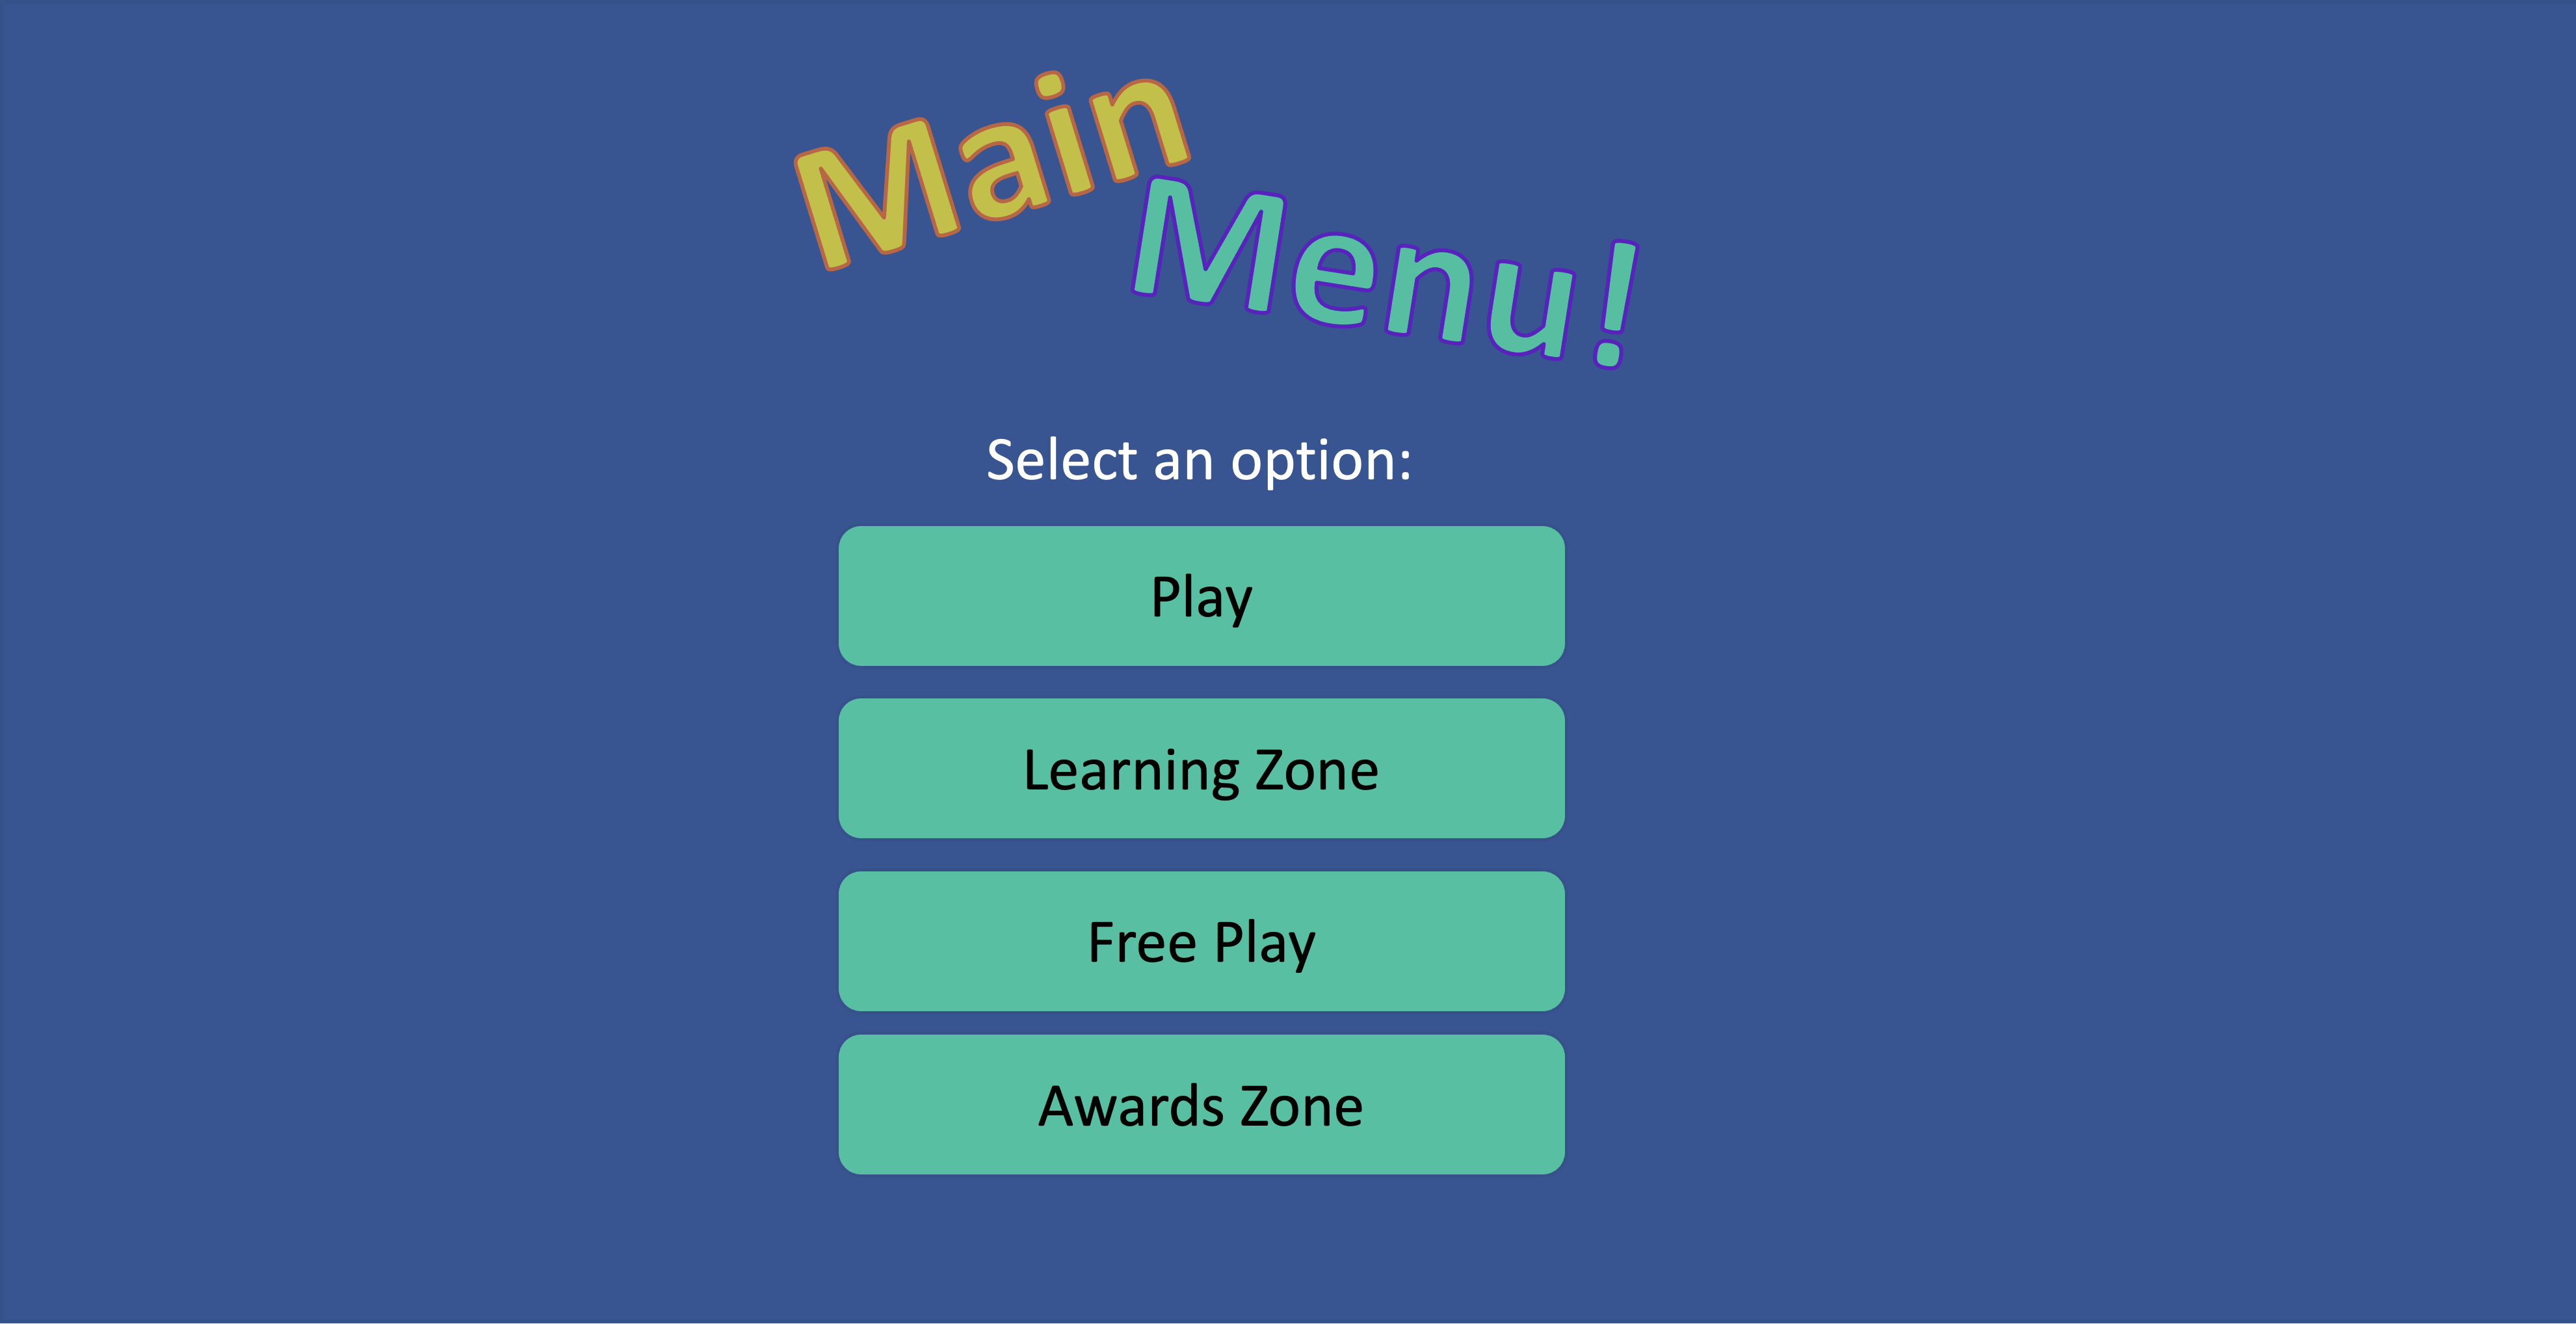 Main
Menu!
Select an option:
Play
Learning Zone
Free Play
Awards Zone